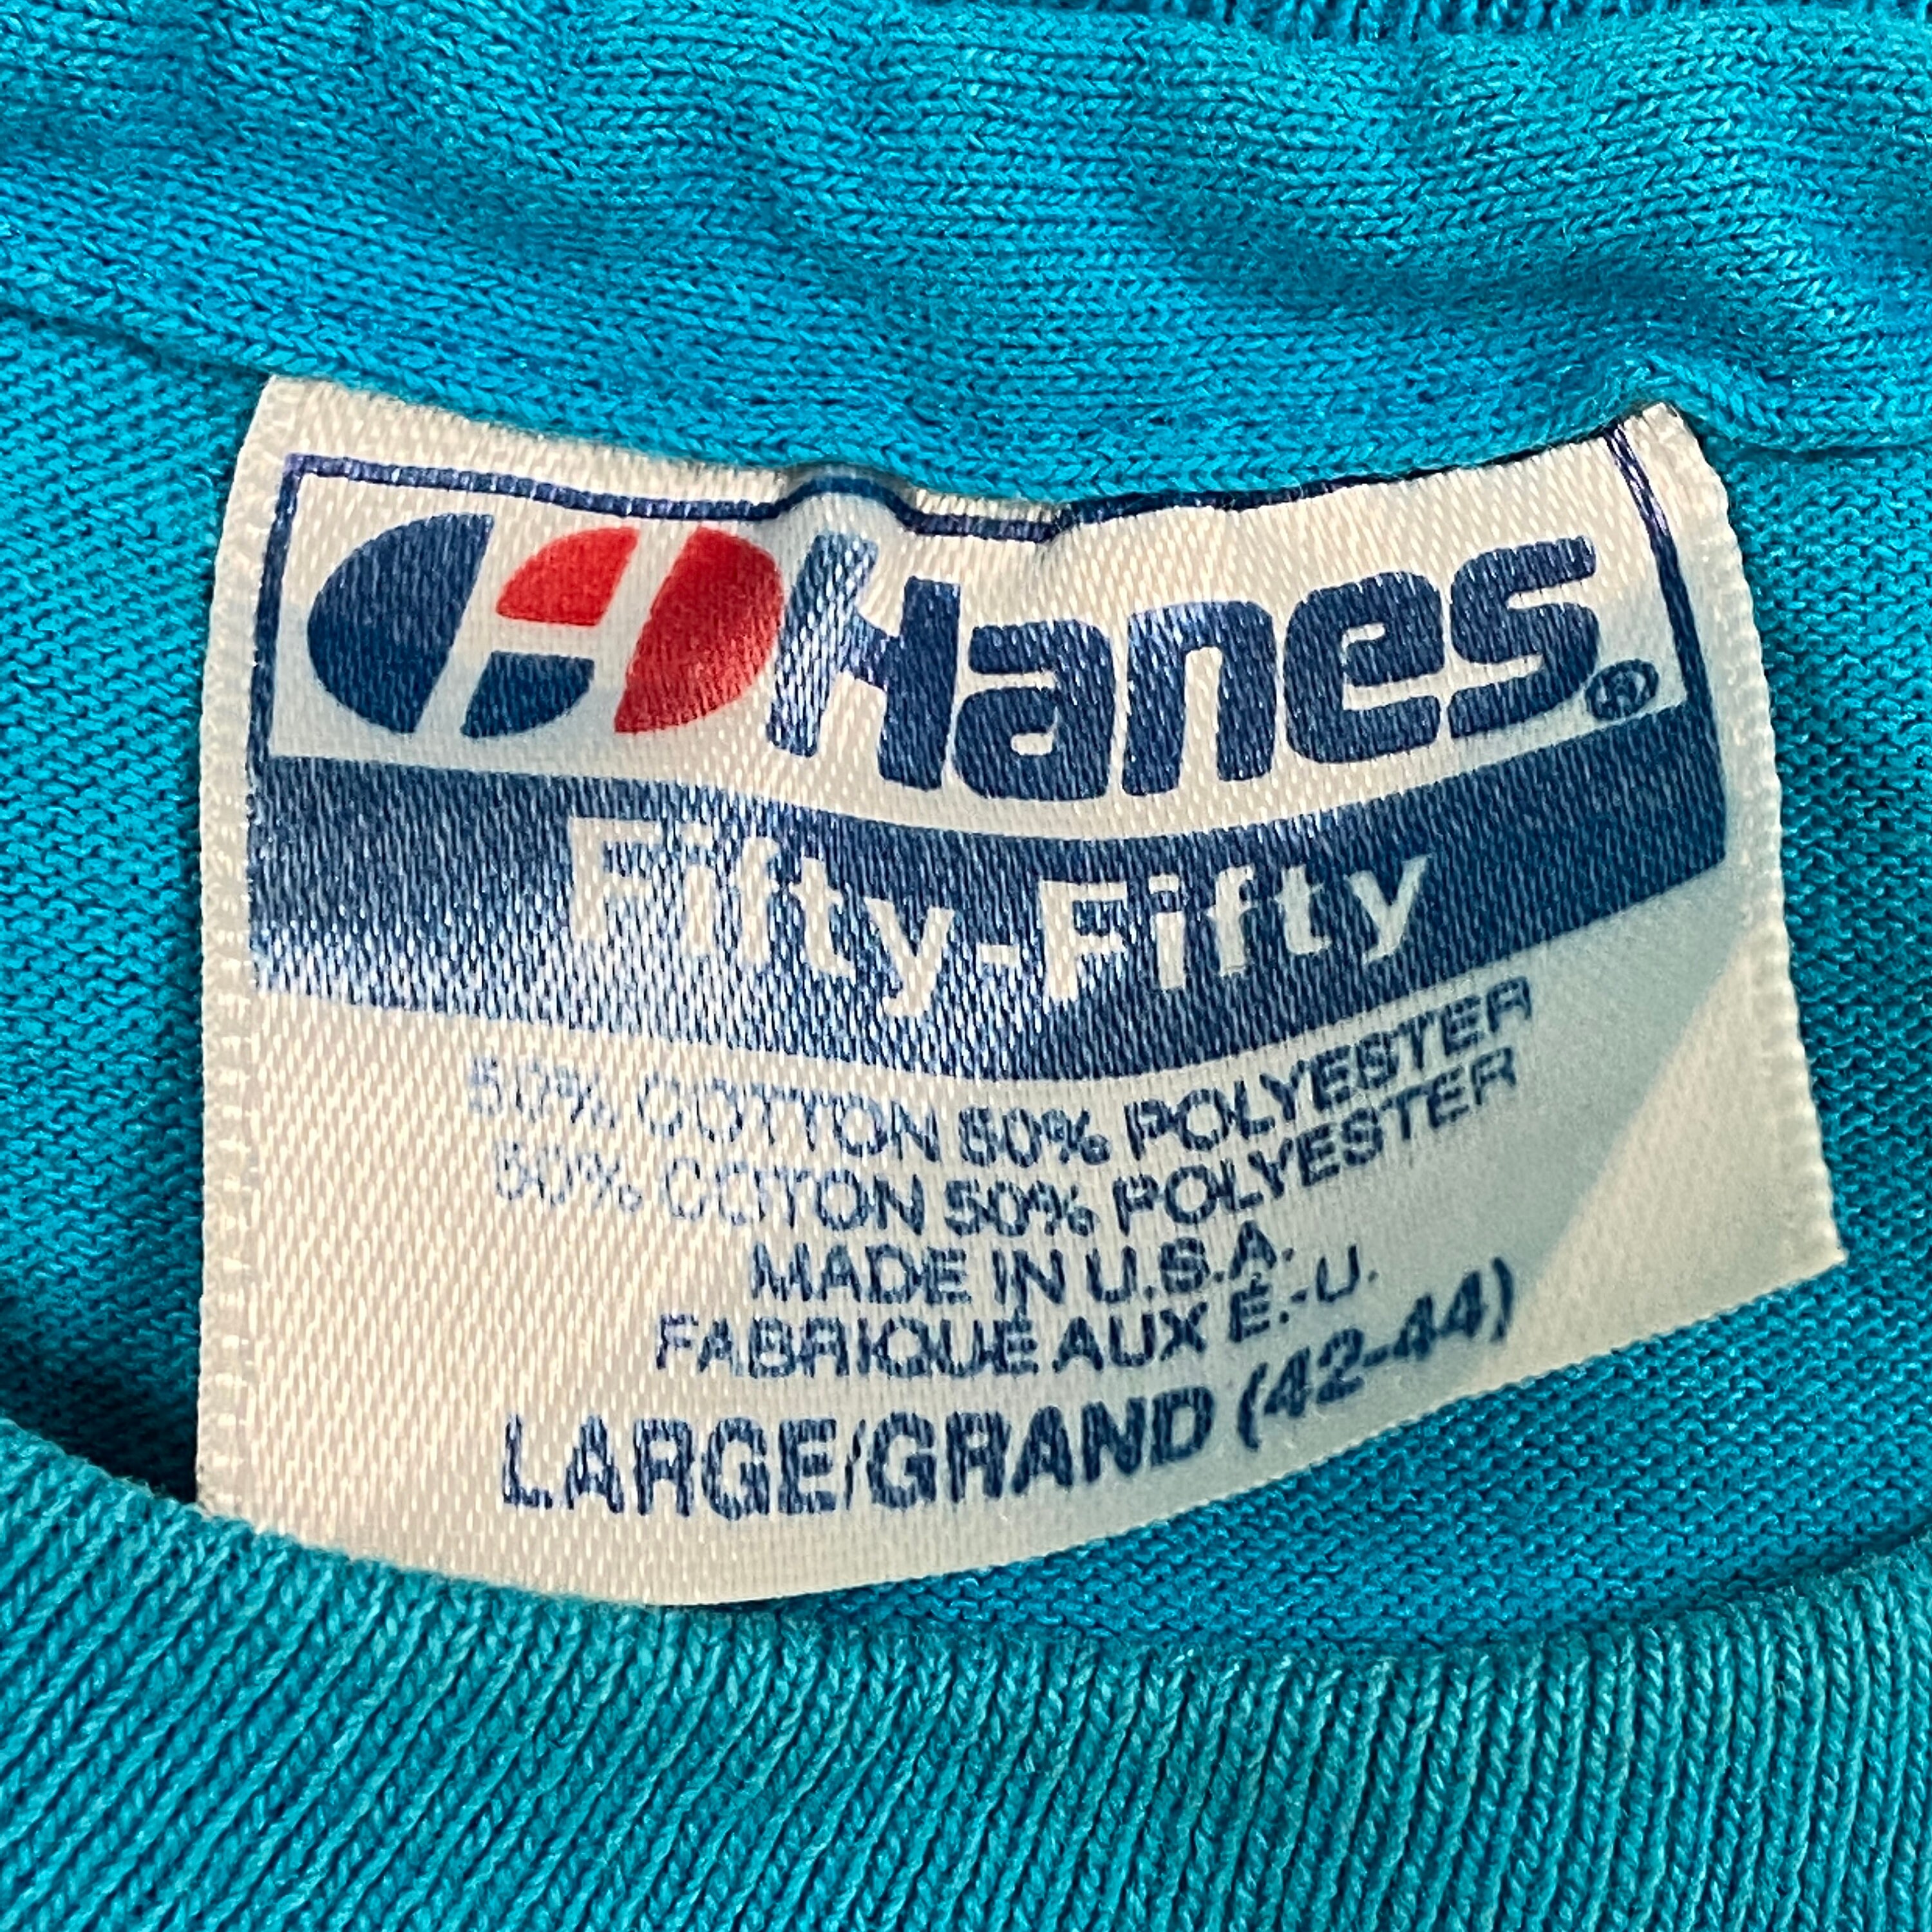 Hanes®
Fifty-Fifty
50% COTTON 50% POLYESTER
50% COTON 50% POLYESTER
MADE IN U.S.A.
FABRIQUÉ AUX É.-U.
LARGE/GRAND (42-44)